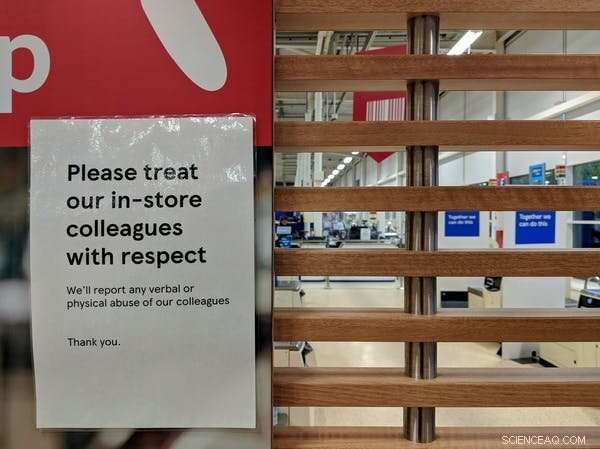 p
Please treat
our in-store
colleagues
with respect
We'll report any verbal or
physical abuse of our colleagues
Thank you.
Together we
can do this
Together we
can do this
SCIENCEAQ.COM